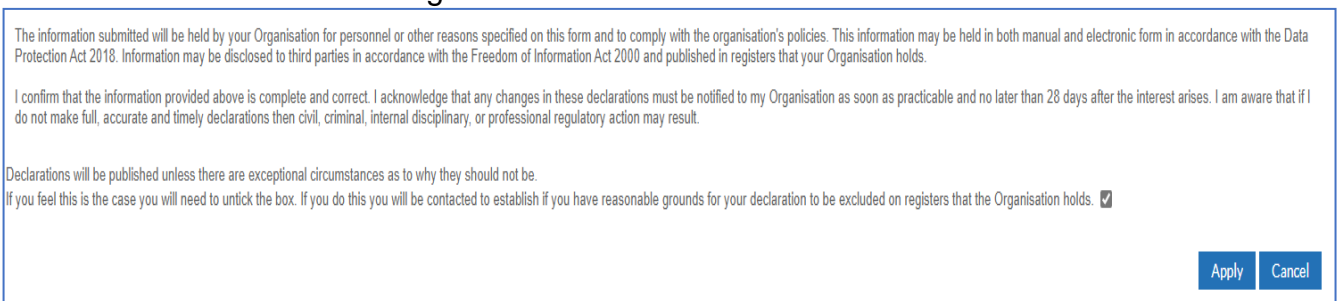 The information submitted will be held by your Organisation for personnel or other reasons specified on this form and to comply with the organisation's policies. This information may be held in both manual and electronic form in accordance with the Data
Protection Act 2018. Information may be disclosed to third parties in accordance with the Freedom of Information Act 2000 and published in registers that your Organisation holds.
I confirm that the information provided above is complete and correct. I acknowledge that any changes in these declarations must be notified to my Organisation as soon as practicable and no later than 28 days after the interest arises. I am aware that if I
do not make full, accurate and timely declarations then civil, criminal, internal disciplinary, or professional regulatory action may result.
Declarations will be published unless there are exceptional circumstances as to why they should not be.
If you feel this is the case you will need to untick the box. If you do this you will be contacted to establish if you have reasonable grounds for your declaration to be excluded on registers that the Organisation holds.
Apply Cancel